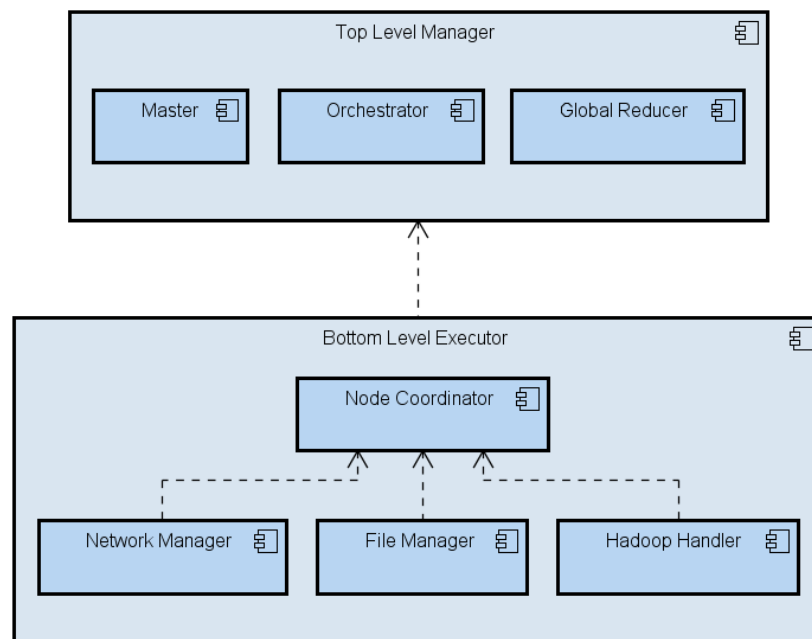 Top Level Manager
Master
Orchestrator
Global Reducer
Bottom Level Executor
Node Coordinator
Network Manager
File Manager
Hadoop Handler